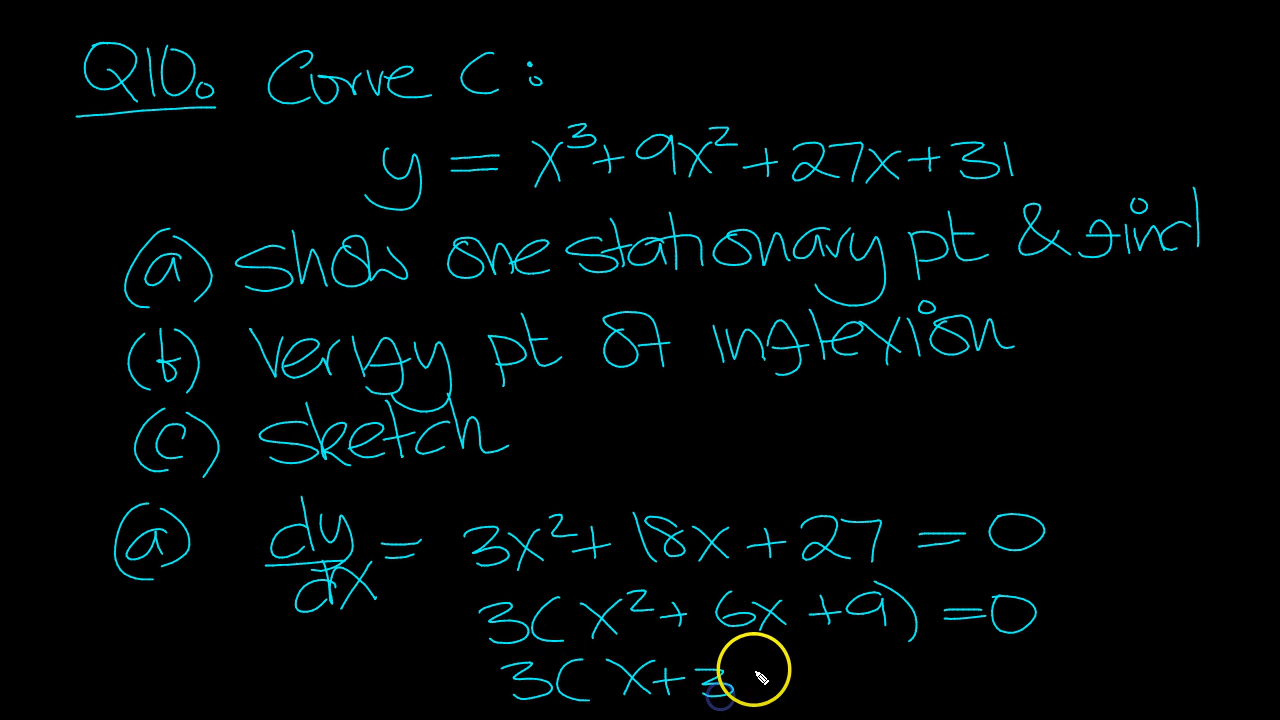 Q10. Corve C:
y = x³ + 9x² + 27x + 31
(a) show one stationary pt & find
(b) verify pt of inflexion
(c) sketch
(a) dy/dx = 3x² + 18x + 27 = 0
3(x² + 6x + 9) = 0
3(x+3